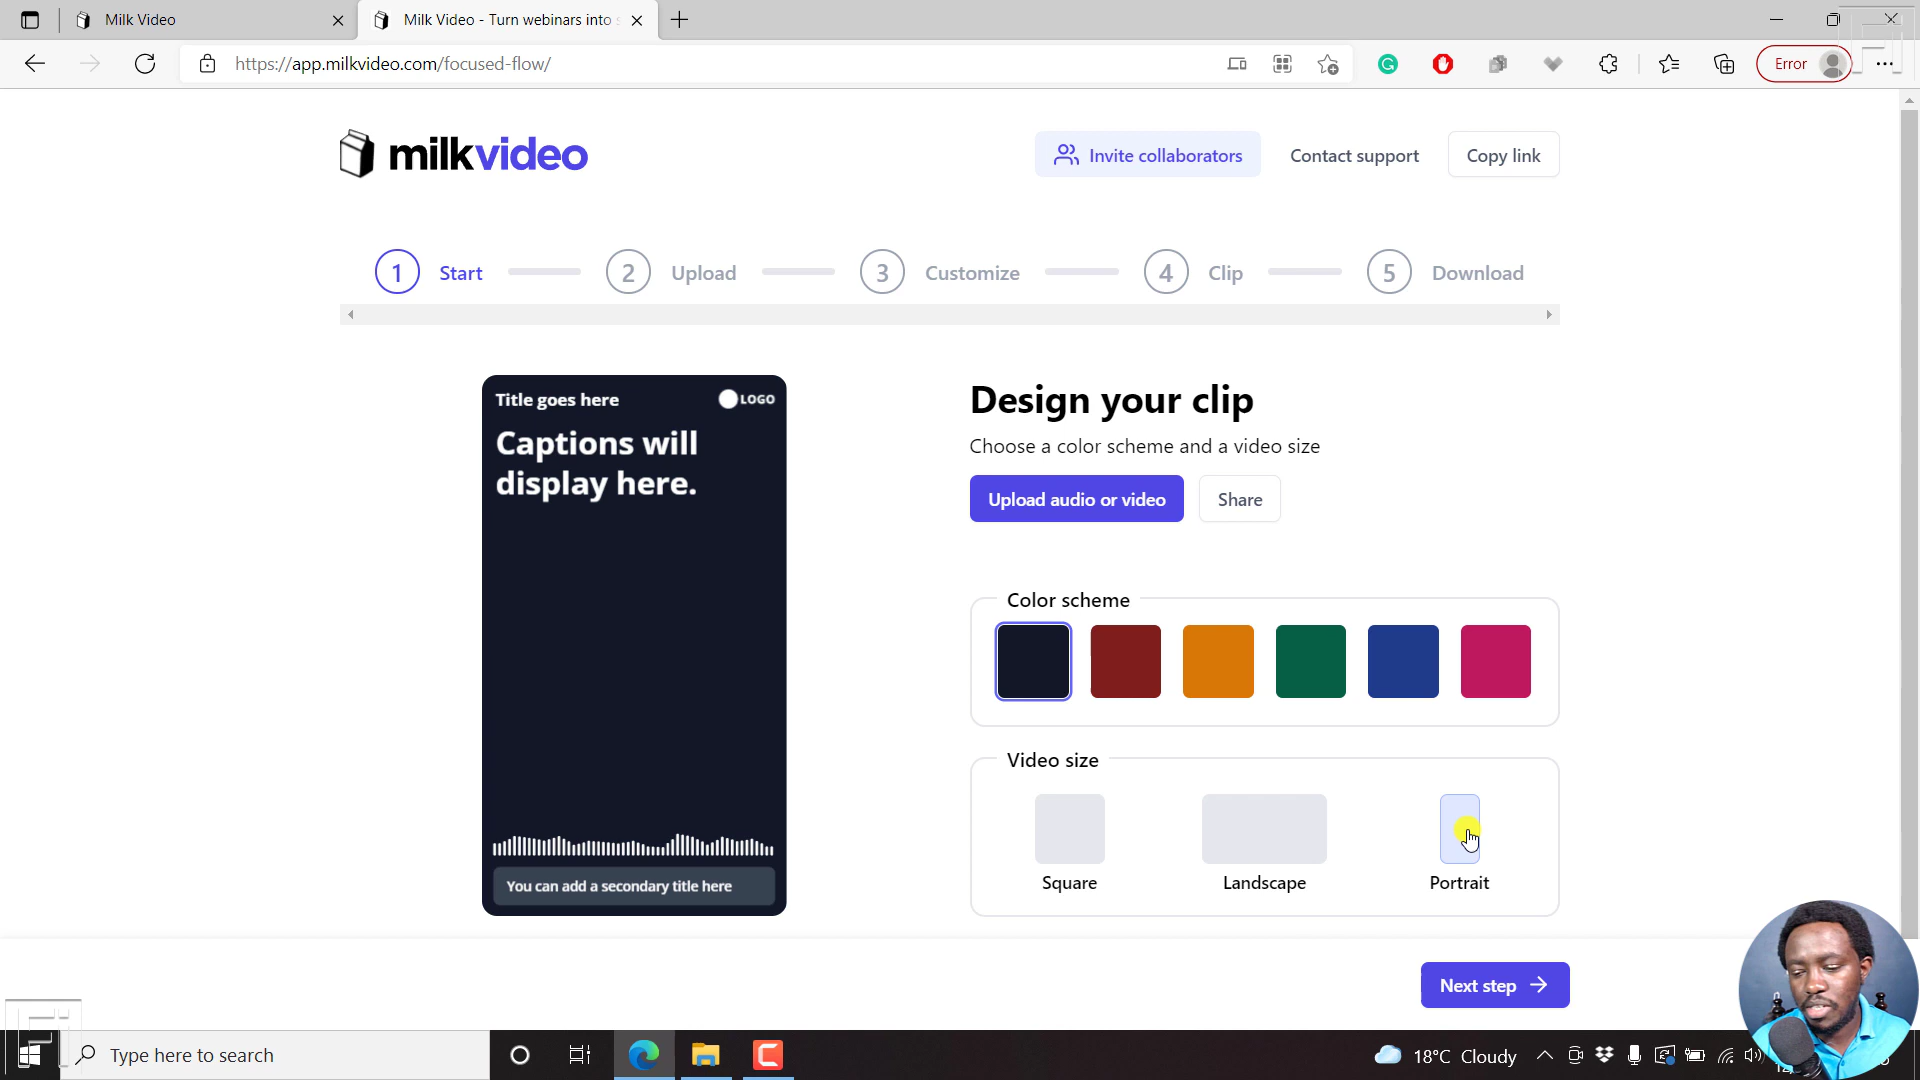 Milk Video
Milk Video - Turn webinars into
https://app.milkvideo.com/focused-flow/
Error
milkvideo
Invite collaborators
Contact support
Copy link
1 Start
2 Upload
3 Customize
4 Clip
5 Download
Title goes here
LOGO
Captions will
display here.
You can add a secondary title here
Design your clip
Choose a color scheme and a video size
Upload audio or video
Share
Color scheme
Video size
Square
Landscape
Portrait
Next step
Type here to search
18°C Cloudy